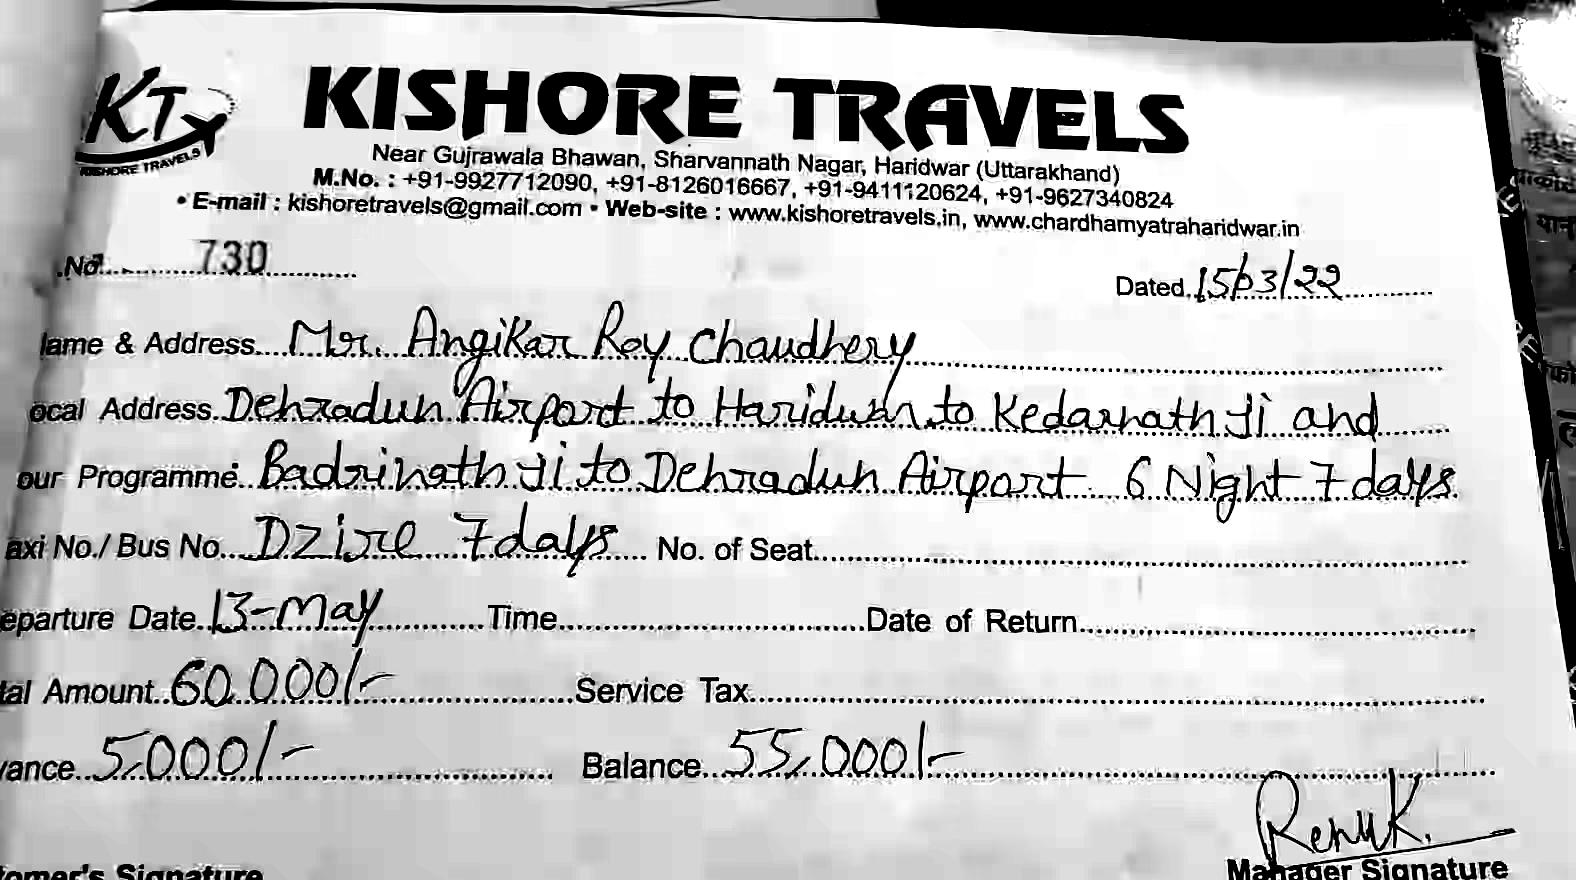 KT
KISHORE TRAVELS
KISHORE TRAVELS
Near Gujrawala Bhawan, Sharvannath Nagar, Haridwar (Uttarakhand)
M.No. : +91-9927712090, +91-8126016667, +91-9411120624, +91-9627340824
• E-mail : kishoretravels@gmail.com • Web-site : www.kishoretravels.in, www.chardhamyatraharidwar.in
.No. 730 Dated. 15/03/22
lame & Address. Mr. Angikar Roy Chaudhery
ocal Address. Dehradun Airport to Haridwar to Kedarnath Ji and
our Programme. Badrinath Ji to Dehradun Airport 6 Night 7 days
axi No./ Bus No. Dzire 7 days No. of Seat
eparture Date. 13-May Time Date of Return
tal Amount. 60,000/- Service Tax
vance. 5,000/- Balance. 55,000/-
RenuK.
tomer's Signature Manager Signature